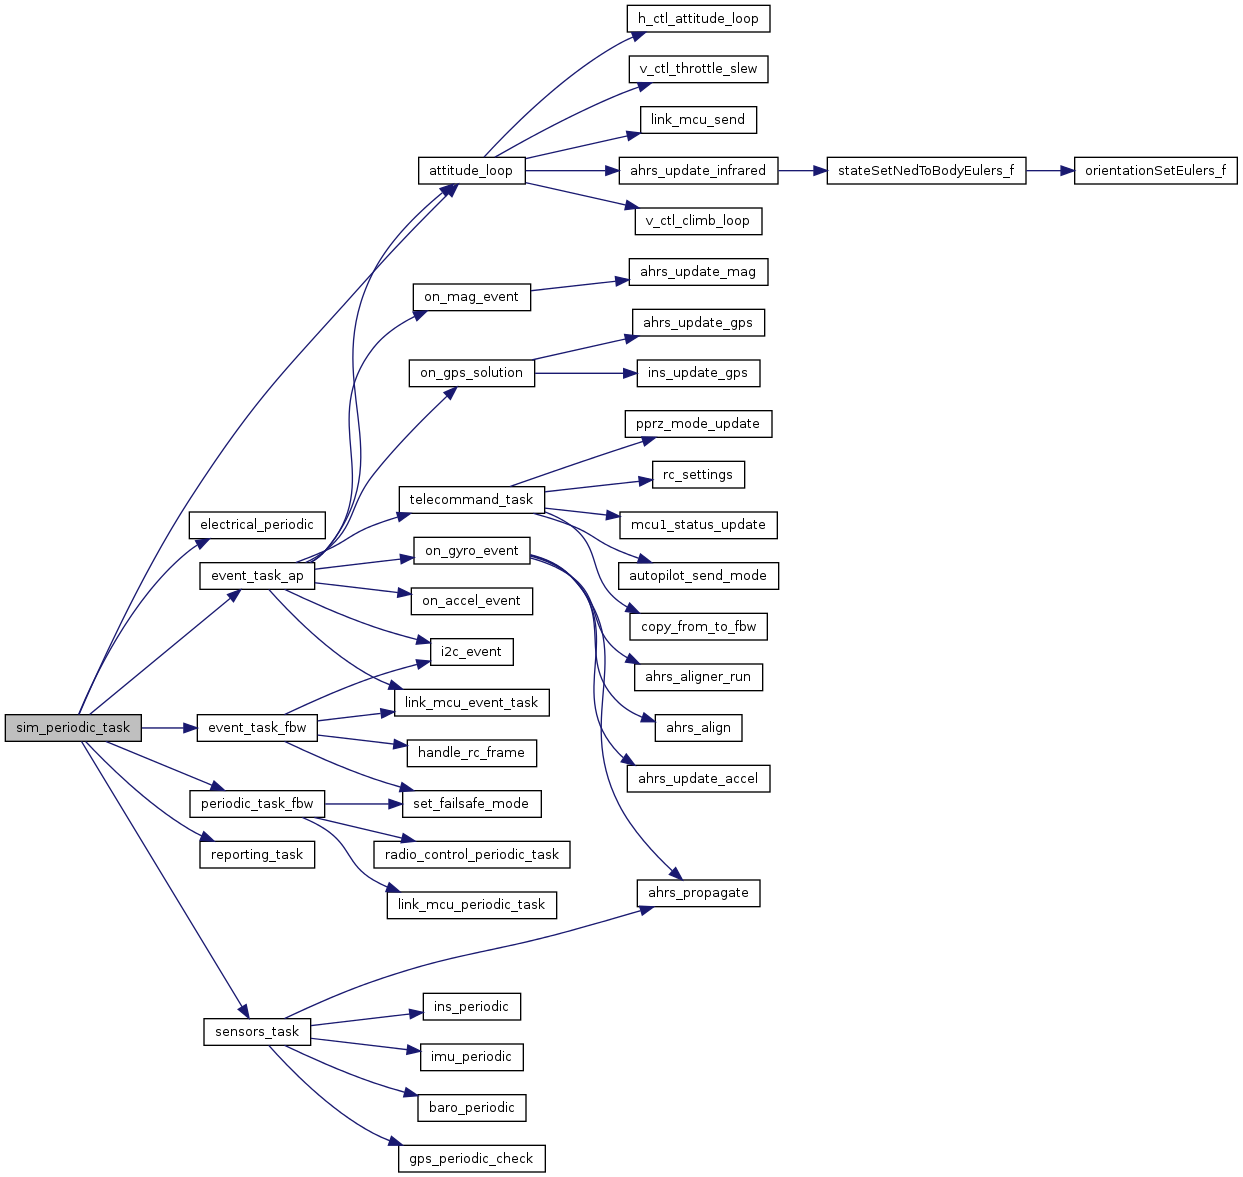 h_ctl_attitude_loop
v_ctl_throttle_slew
link_mcu_send
attitude_loop
ahrs_update_infrared
stateSetNedToBodyEulers_f
orientationSetEulers_f
v_ctl_climb_loop
ahrs_update_mag
on_mag_event
ahrs_update_gps
on_gps_solution
ins_update_gps
pprz_mode_update
rc_settings
telecommand_task
electrical_periodic
mcu1_status_update
on_gyro_event
event_task_ap
autopilot_send_mode
on_accel_event
copy_from_to_fbw
i2c_event
ahrs_aligner_run
link_mcu_event_task
sim_periodic_task
event_task_fbw
ahrs_align
handle_rc_frame
ahrs_update_accel
periodic_task_fbw
set_failsafe_mode
reporting_task
radio_control_periodic_task
ahrs_propagate
link_mcu_periodic_task
ins_periodic
sensors_task
imu_periodic
baro_periodic
gps_periodic_check